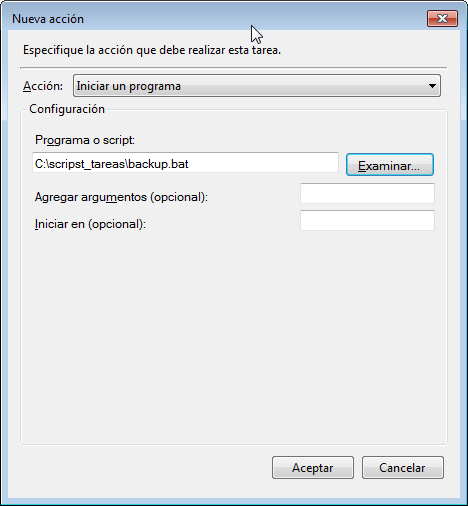 Nueva acción
Especifique la acción que debe realizar esta tarea.
Acción: Iniciar un programa
Configuración
Programa o script:
C:\scripst_tareas\backup.bat Examinar...
Agregar argumentos (opcional):
Iniciar en (opcional):
Aceptar Cancelar